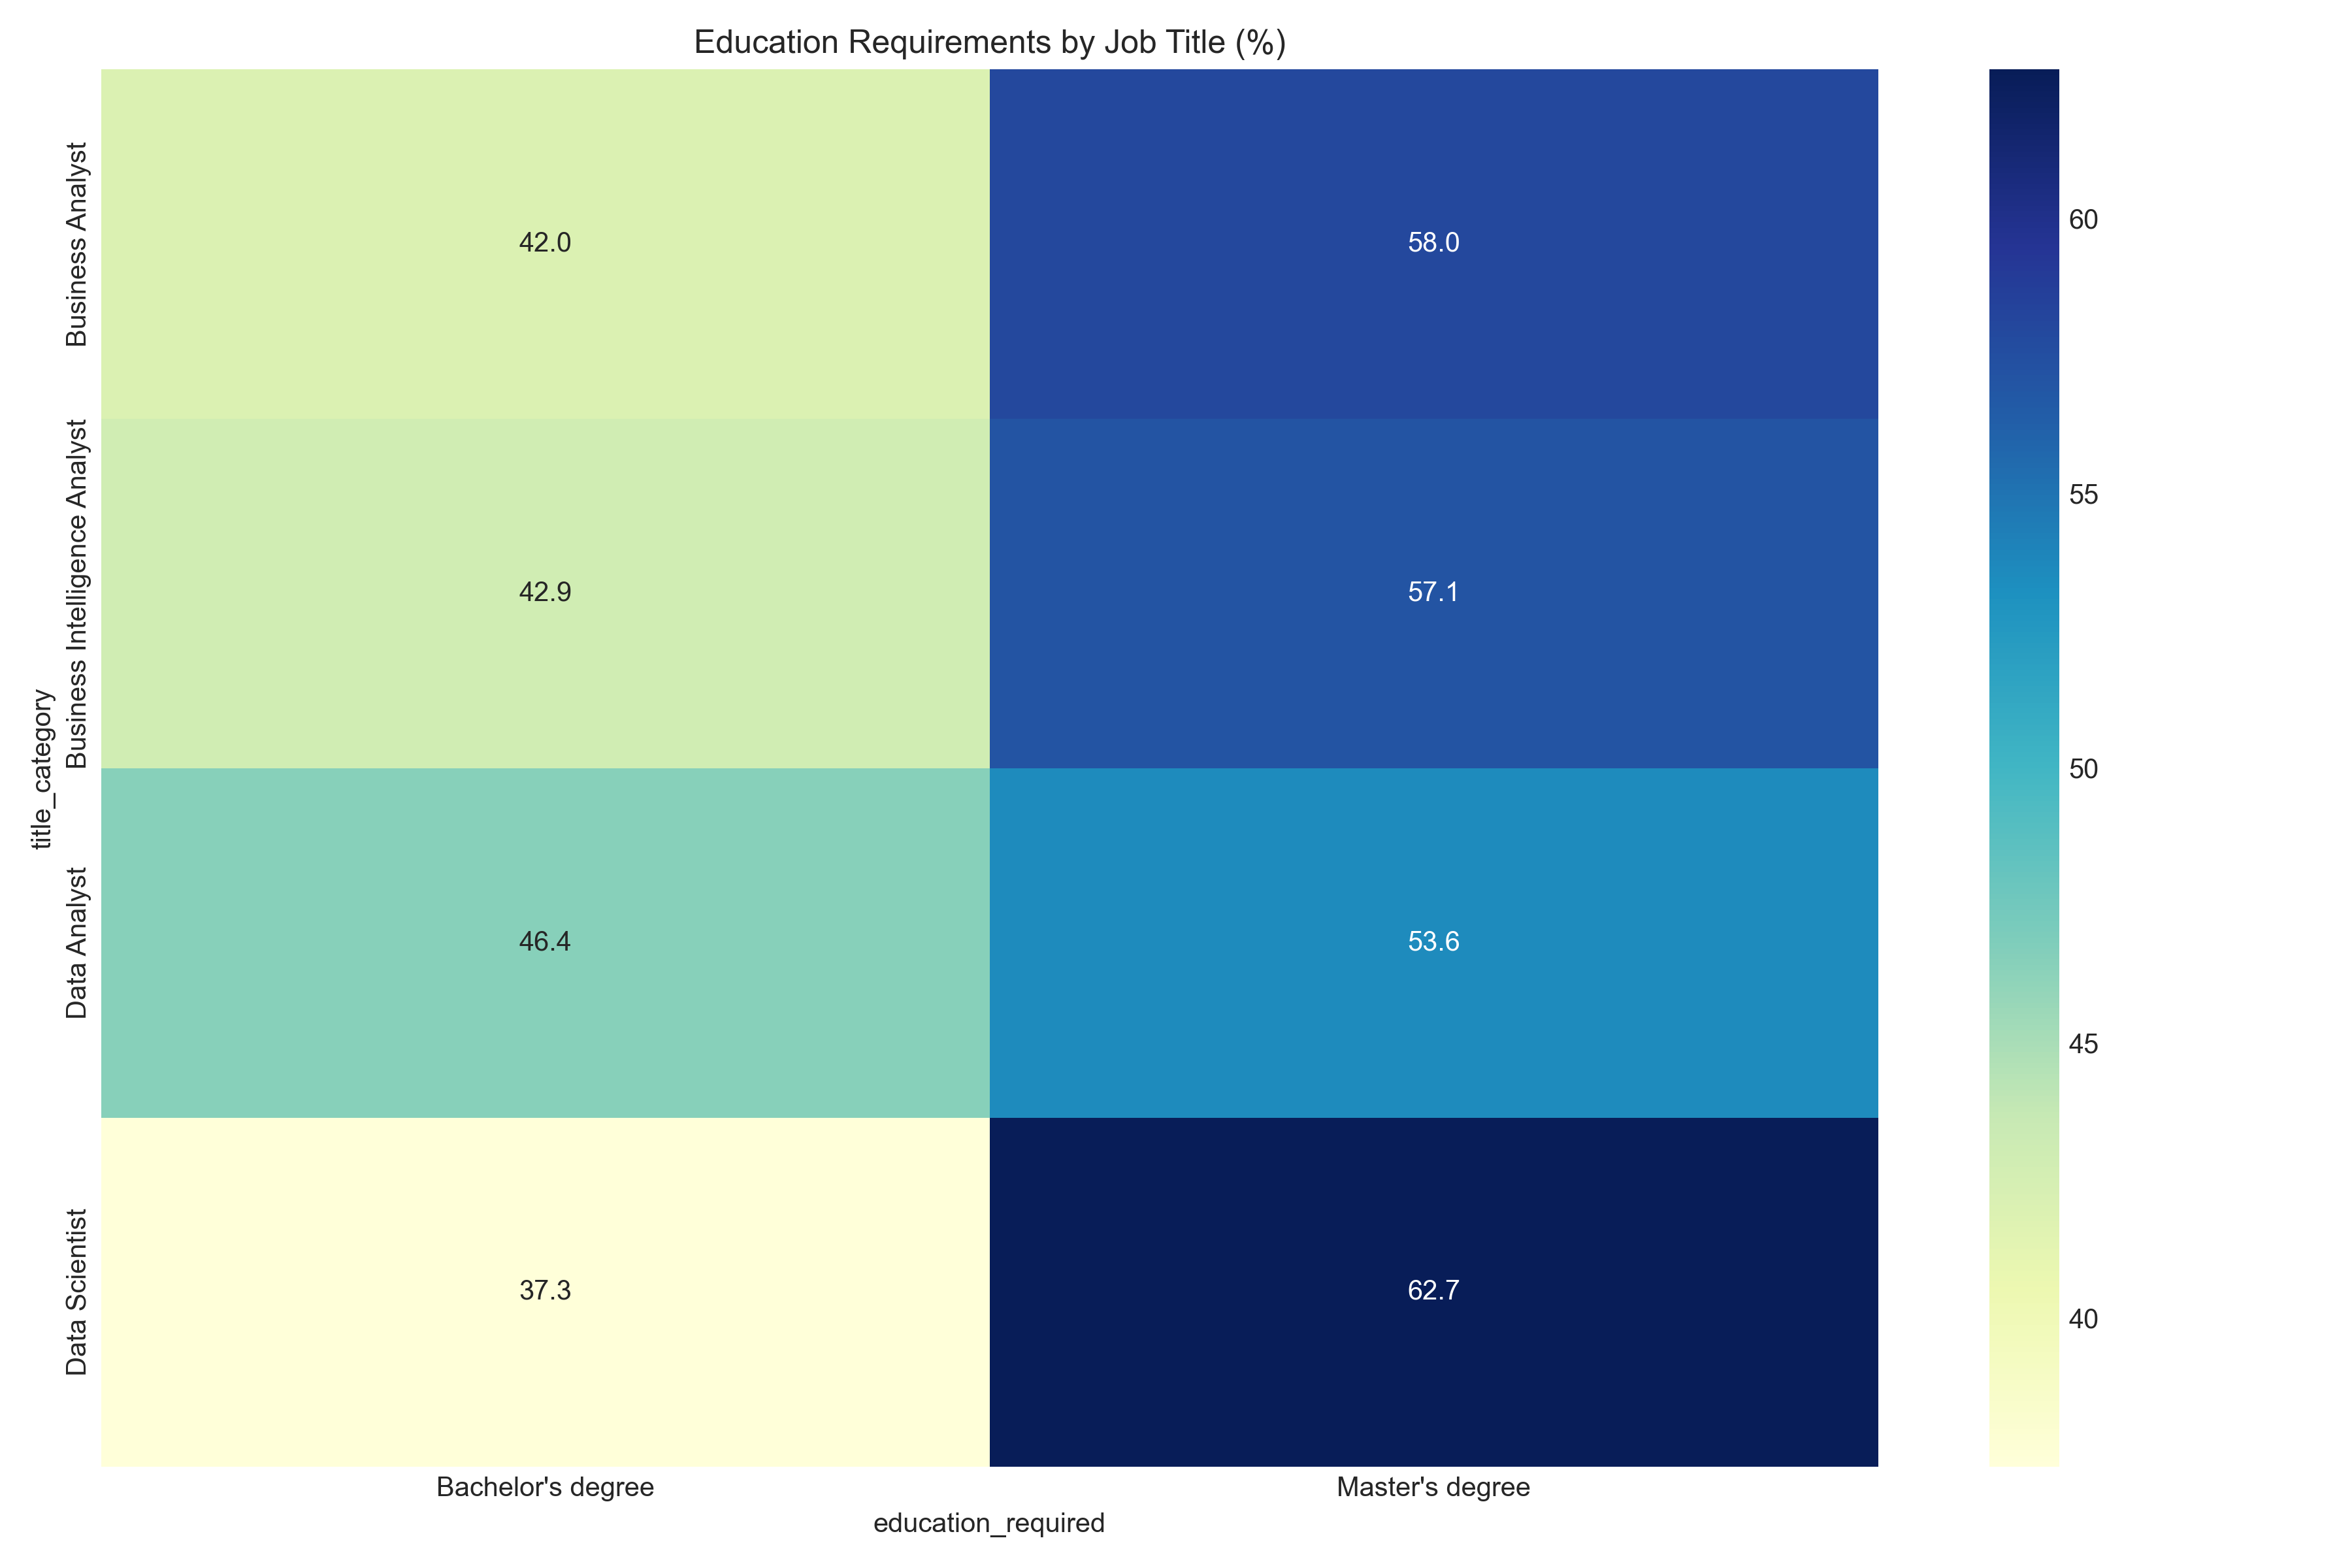 Education Requirements by Job Title (%)
title_category
Business Analyst
42.0
58.0
Business Intelligence Analyst
42.9
57.1
Data Analyst
46.4
53.6
Data Scientist
37.3
62.7
Bachelor's degree
Master's degree
education_required
60
55
50
45
40